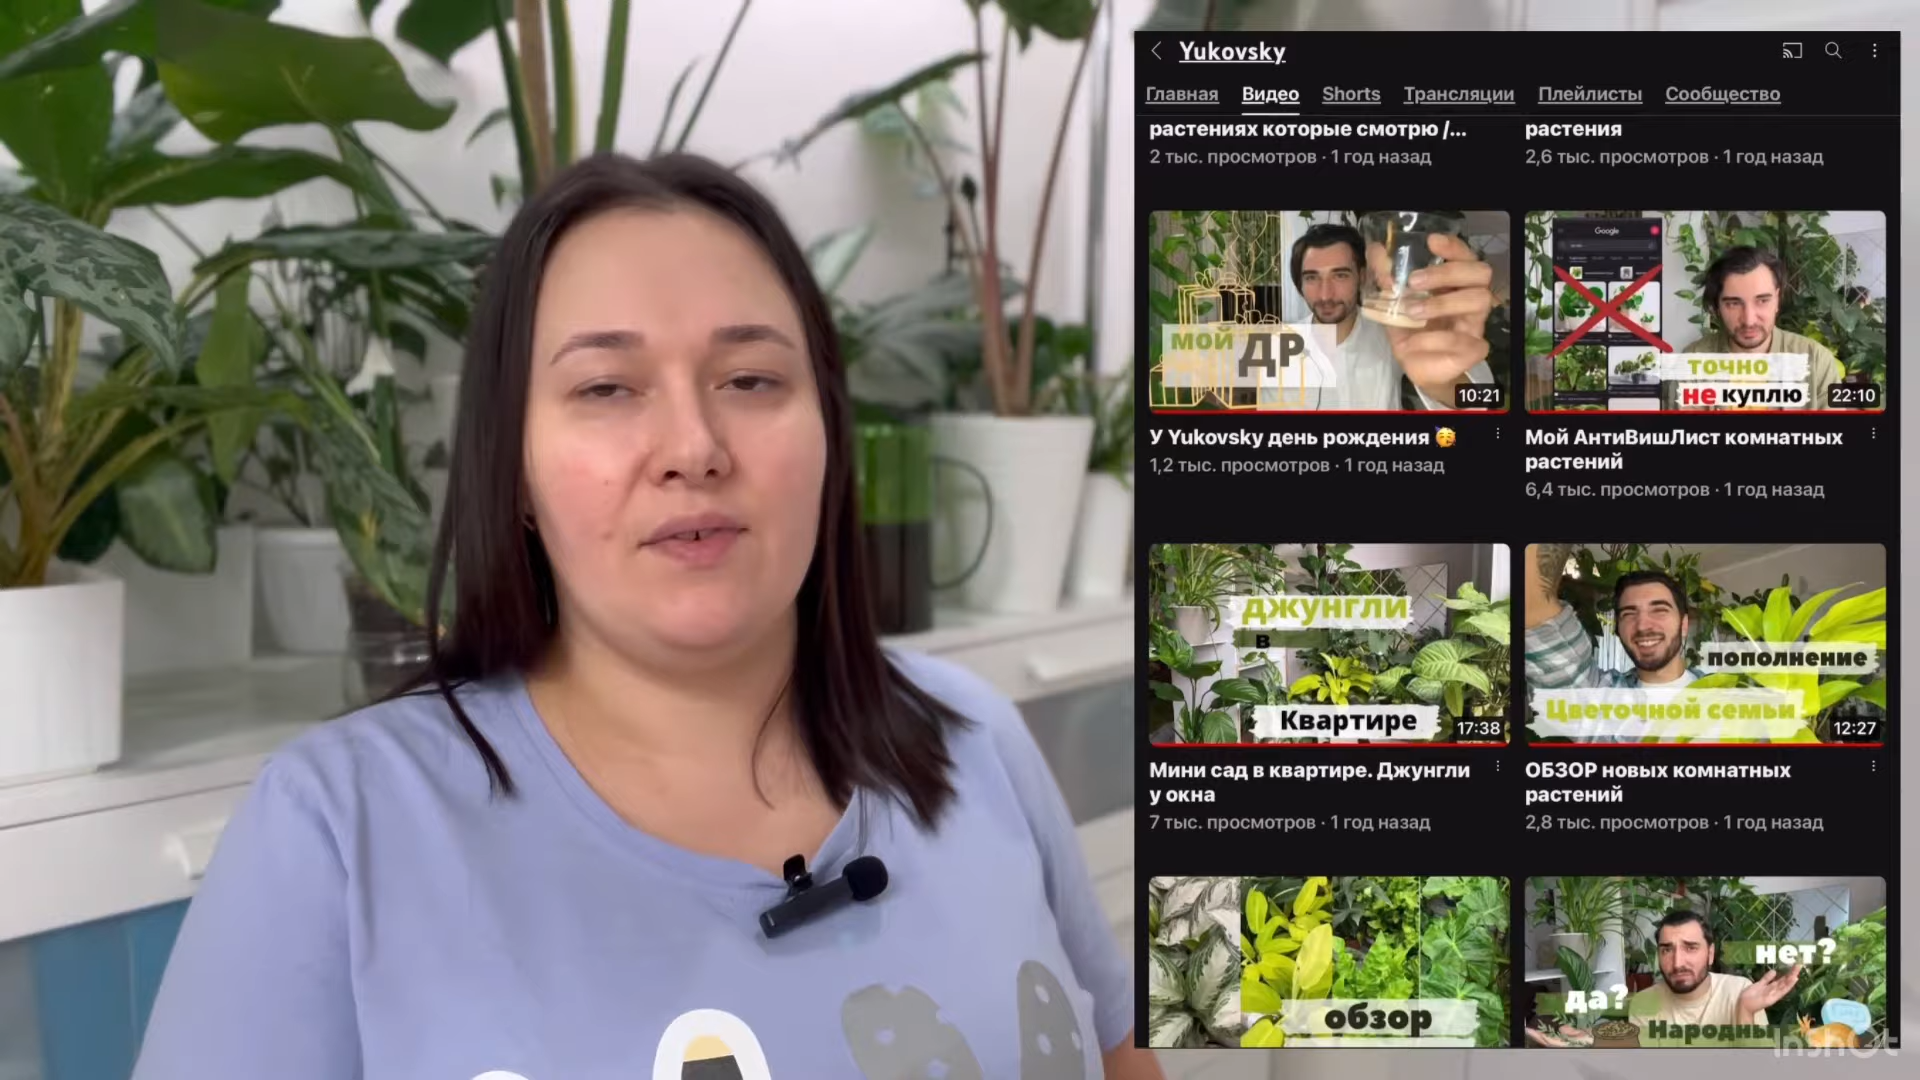 Yukovsky
Главная Видео Shorts Трансляции Плейлисты Сообщество
растениях которые смотрю /...
2 тыс. просмотров · 1 год назад
растения
2,6 тыс. просмотров · 1 год назад
мой
ДР
10:21
У Yukovsky день рождения
1,2 тыс. просмотров · 1 год назад
Google
точно
не куплю
22:10
Мой АнтиВишЛист комнатных
растений
6,4 тыс. просмотров · 1 год назад
джунгли
в
Квартире
17:38
Мини сад в квартире. Джунгли
у окна
7 тыс. просмотров · 1 год назад
пополнение
Цветочной семьи
12:27
ОБЗОР новых комнатных
растений
2,8 тыс. просмотров · 1 год назад
обзор
нет?
да?
Народны
InShOt